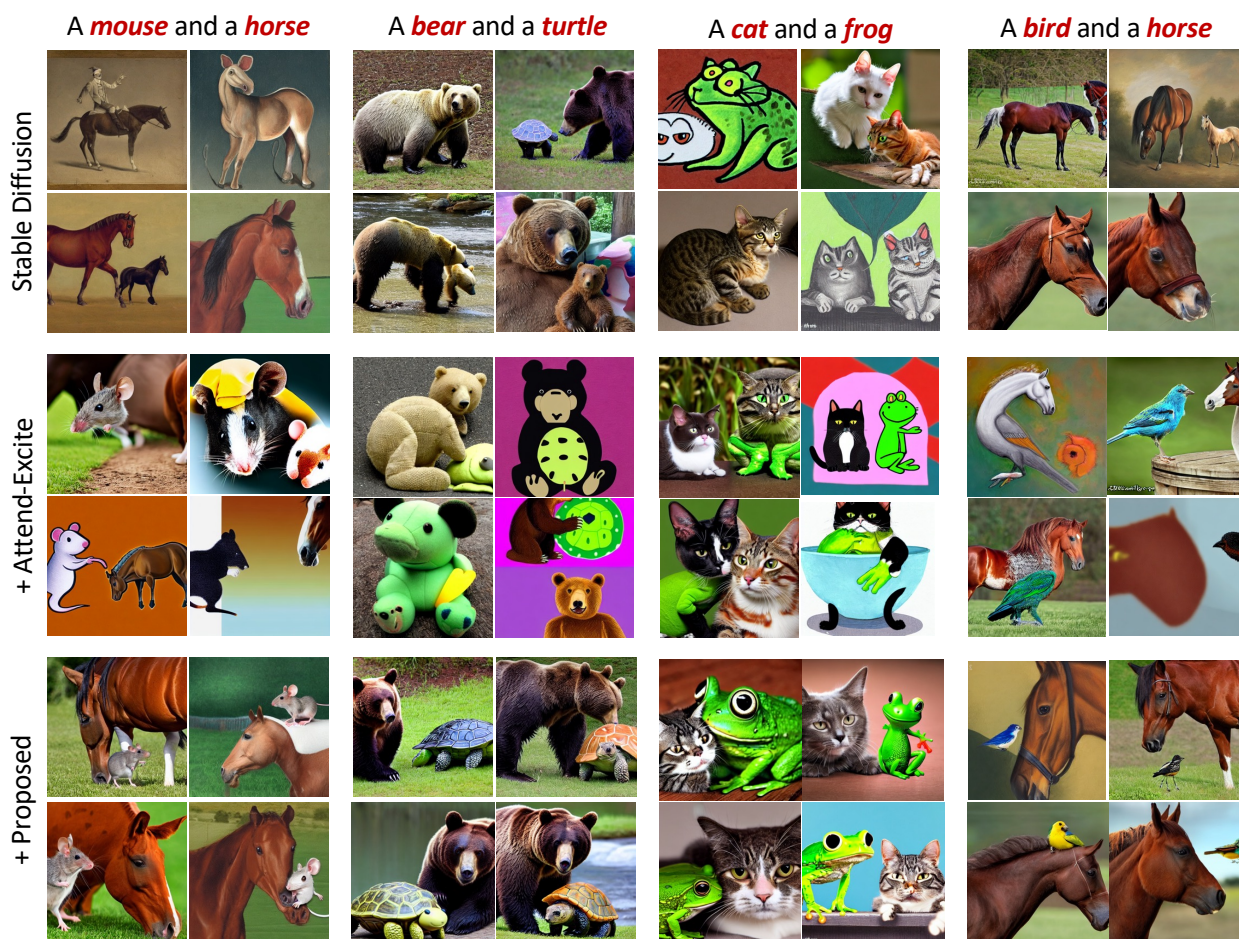 A mouse and a horse
A bear and a turtle
A cat and a frog
A bird and a horse
Stable Diffusion
+ Attend-Excite
+ Proposed